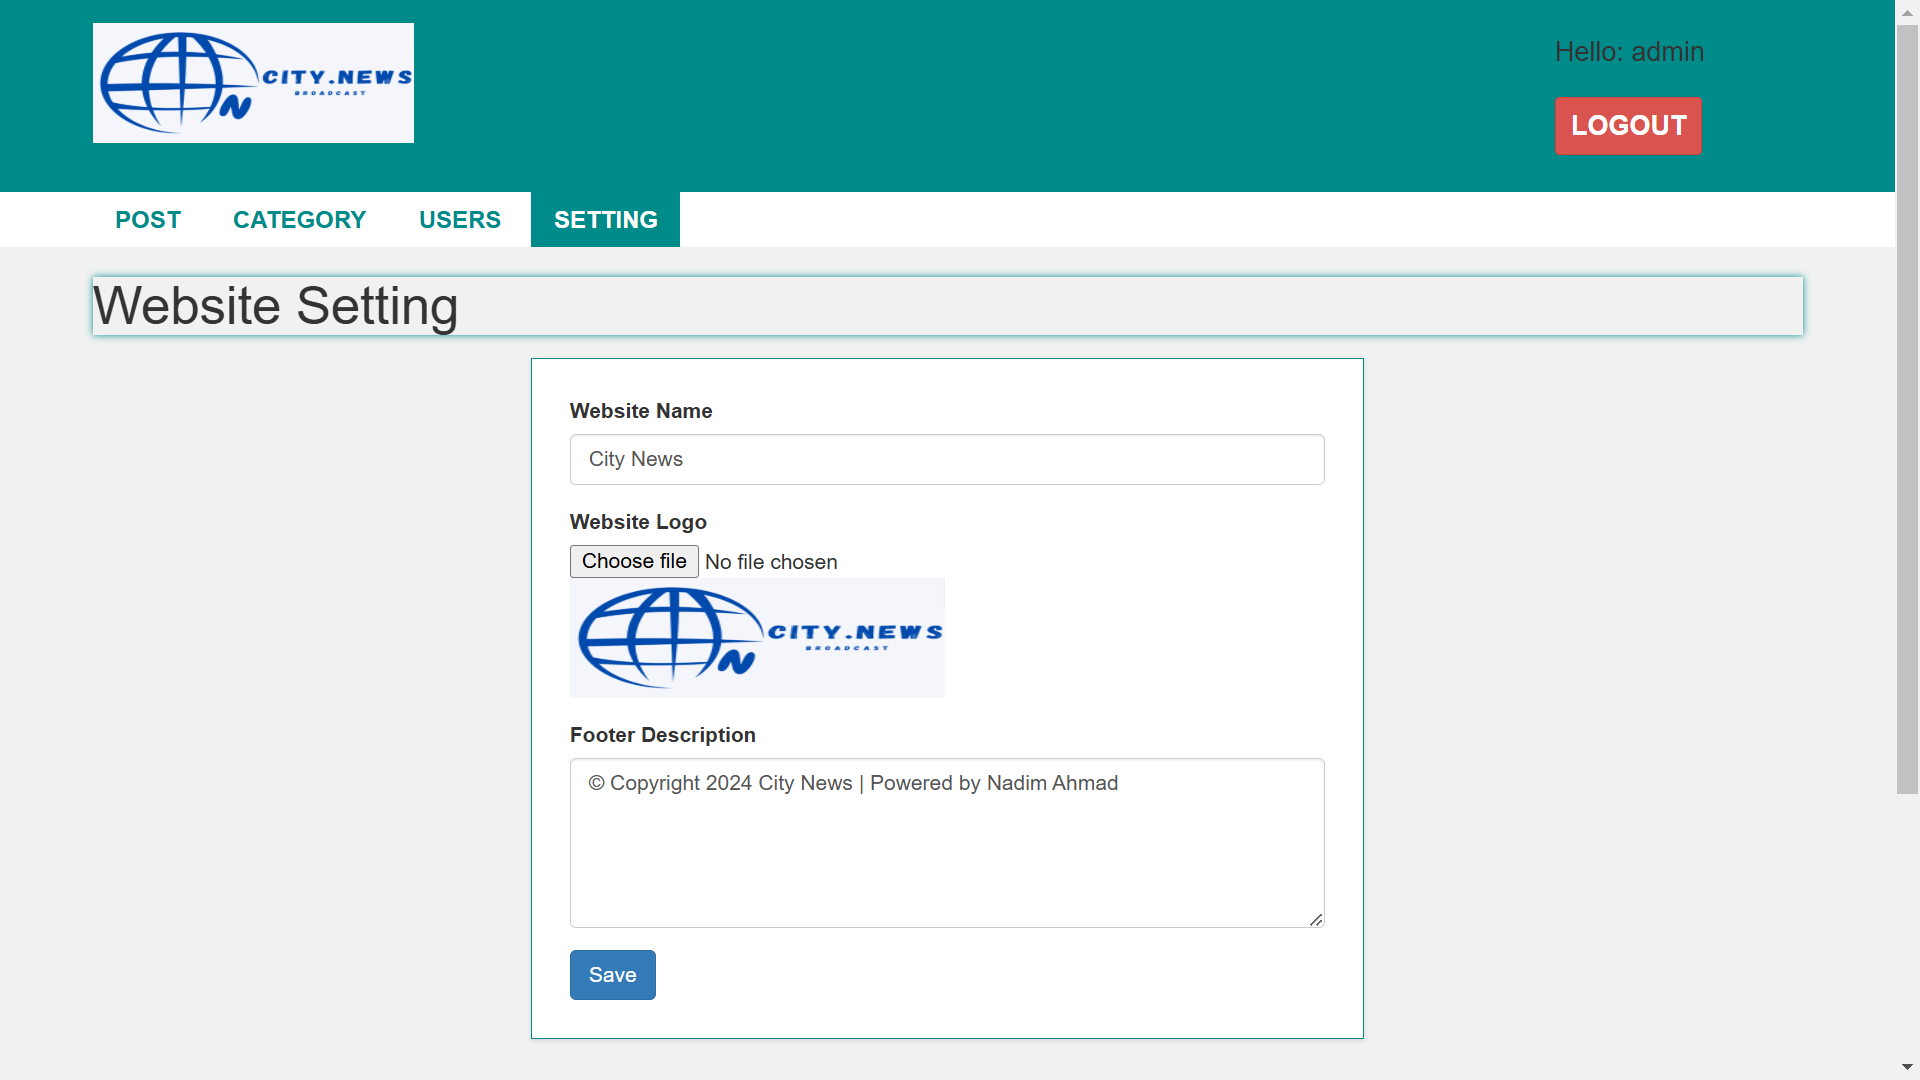 CITY.NEWS
BROADCAST
N
Hello: admin
LOGOUT
POST CATEGORY USERS SETTING
Website Setting
Website Name
City News
Website Logo
Choose file No file chosen
CITY.NEWS
BROADCAST
N
Footer Description
© Copyright 2024 City News | Powered by Nadim Ahmad
Save